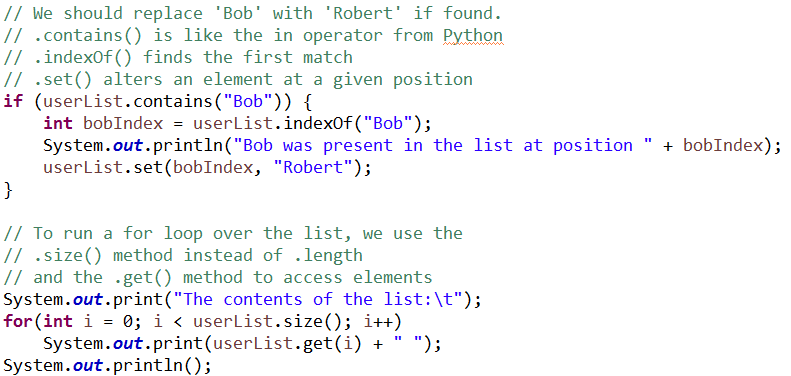 // We should replace 'Bob' with 'Robert' if found.
// .contains() is like the in operator from Python
// .indexOf() finds the first match
// .set() alters an element at a given position
if (userList.contains("Bob")) {
    int bobIndex = userList.indexOf("Bob");
    System.out.println("Bob was present in the list at position " + bobIndex);
    userList.set(bobIndex, "Robert");
}

// To run a for loop over the list, we use the
// .size() method instead of .length
// and the .get() method to access elements
System.out.print("The contents of the list:\t");
for(int i = 0; i < userList.size(); i++)
    System.out.print(userList.get(i) + " ");
System.out.println();